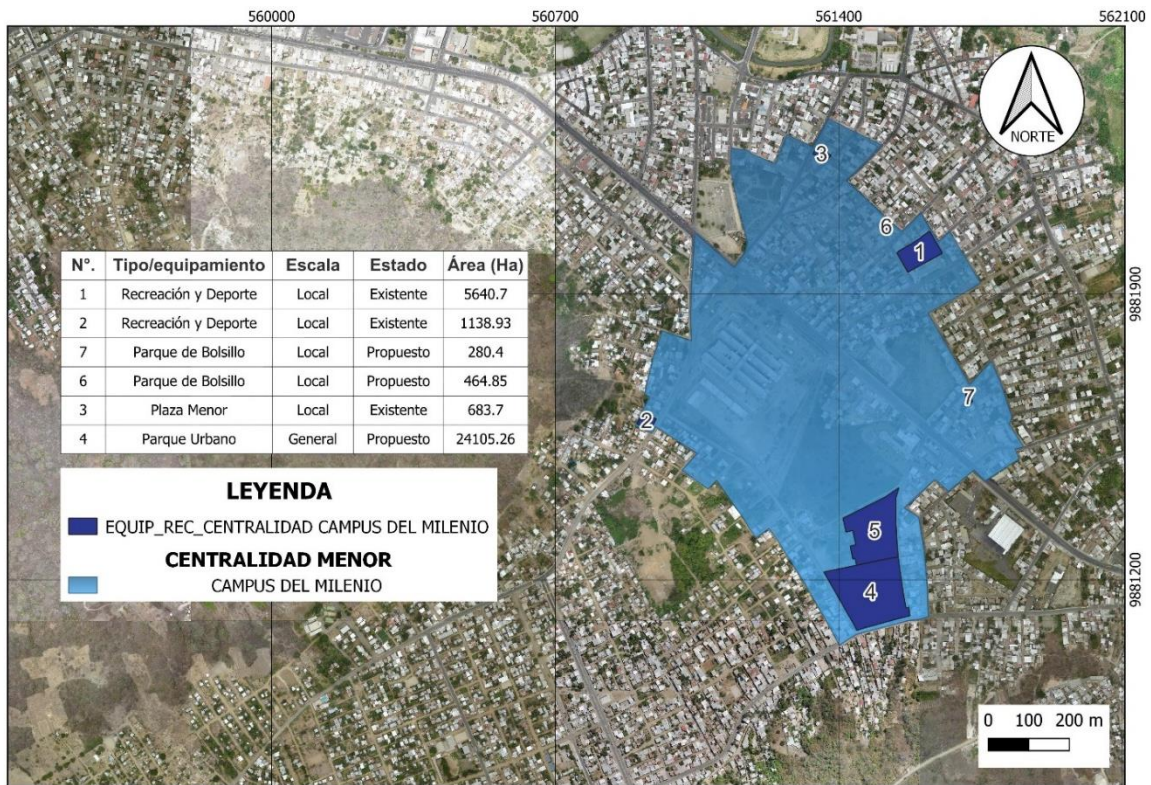 560000 560700 561400 562100
NORTE
3
6
1
9881900
N°. Tipo/equipamiento Escala Estado Área (Ha)
1 Recreación y Deporte Local Existente 5640.7
2 Recreación y Deporte Local Existente 1138.93
7 Parque de Bolsillo Local Propuesto 280.4
6 Parque de Bolsillo Local Propuesto 464.85
3 Plaza Menor Local Existente 683.7
4 Parque Urbano General Propuesto 24105.26
7
2
LEYENDA
EQUIP_REC_CENTRALIDAD CAMPUS DEL MILENIO
CENTRALIDAD MENOR
CAMPUS DEL MILENIO
5
4
9881200
0 100 200 m